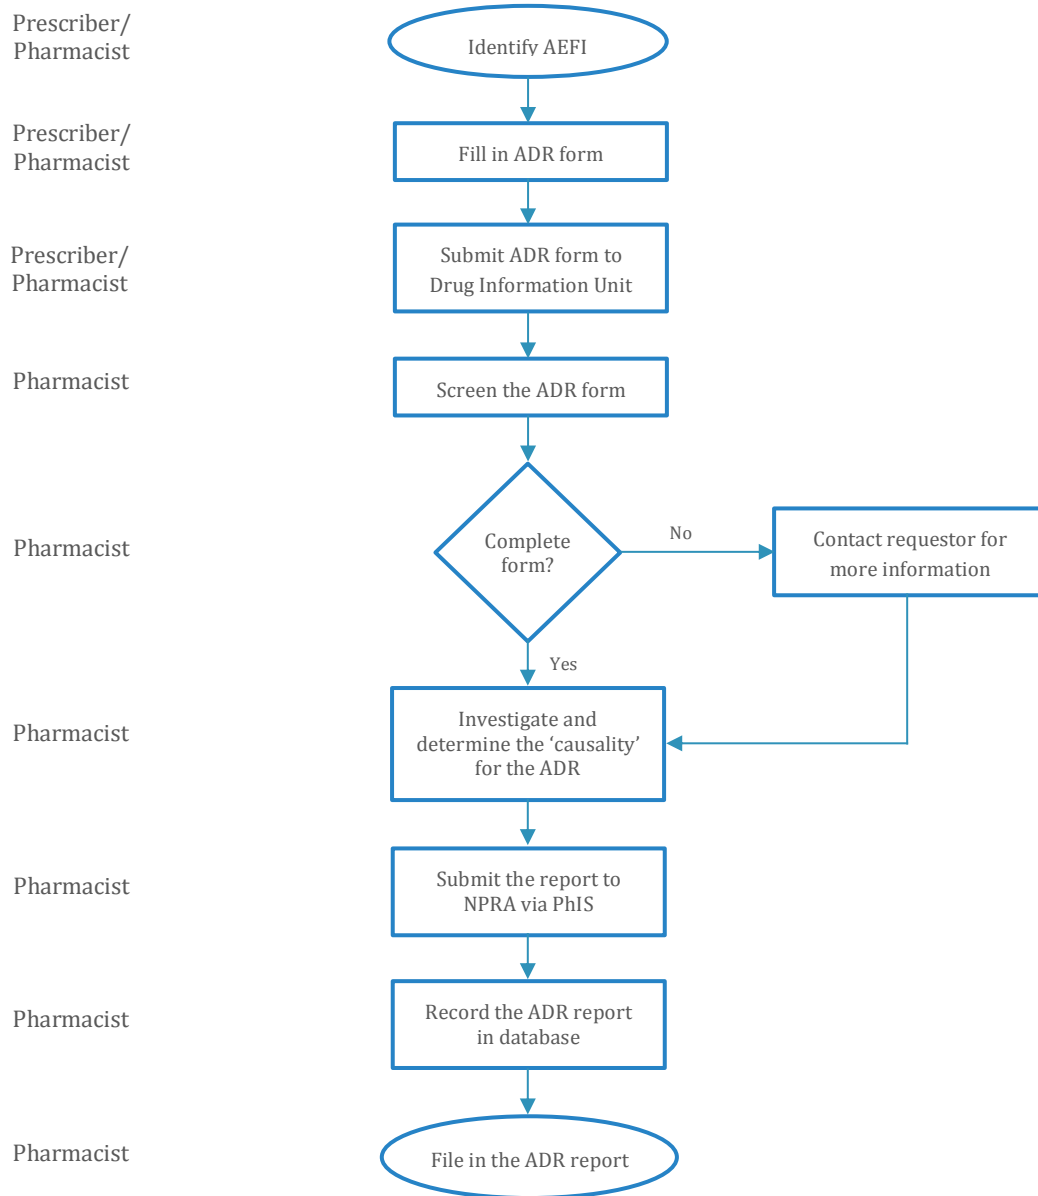 Prescriber/
Pharmacist
Identify AEFI
Prescriber/
Pharmacist
Fill in ADR form
Prescriber/
Pharmacist
Submit ADR form to
Drug Information Unit
Pharmacist
Screen the ADR form
Pharmacist
Complete
form?
No
Contact requestor for
more information
Yes
Pharmacist
Investigate and
determine the ‘causality’
for the ADR
Pharmacist
Submit the report to
NPRA via PhIS
Pharmacist
Record the ADR report
in database
Pharmacist
File in the ADR report